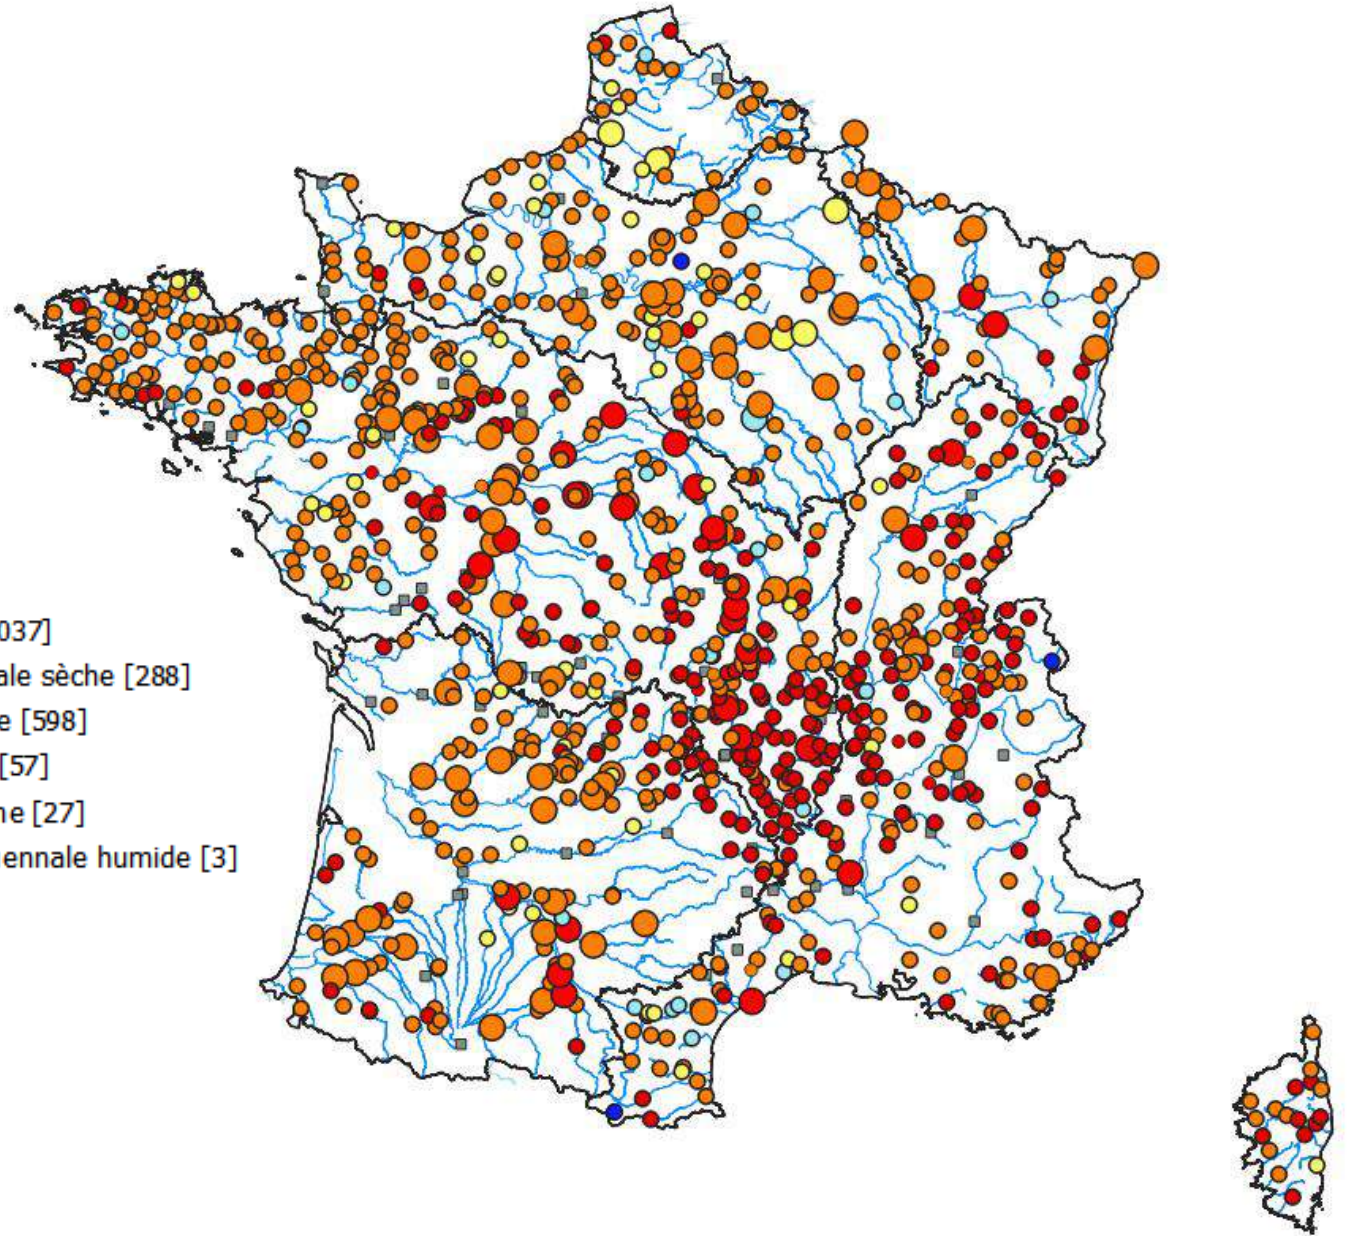 037]
ale sèche [288]
e [598]
[57]
ne [27]
ennale humide [3]